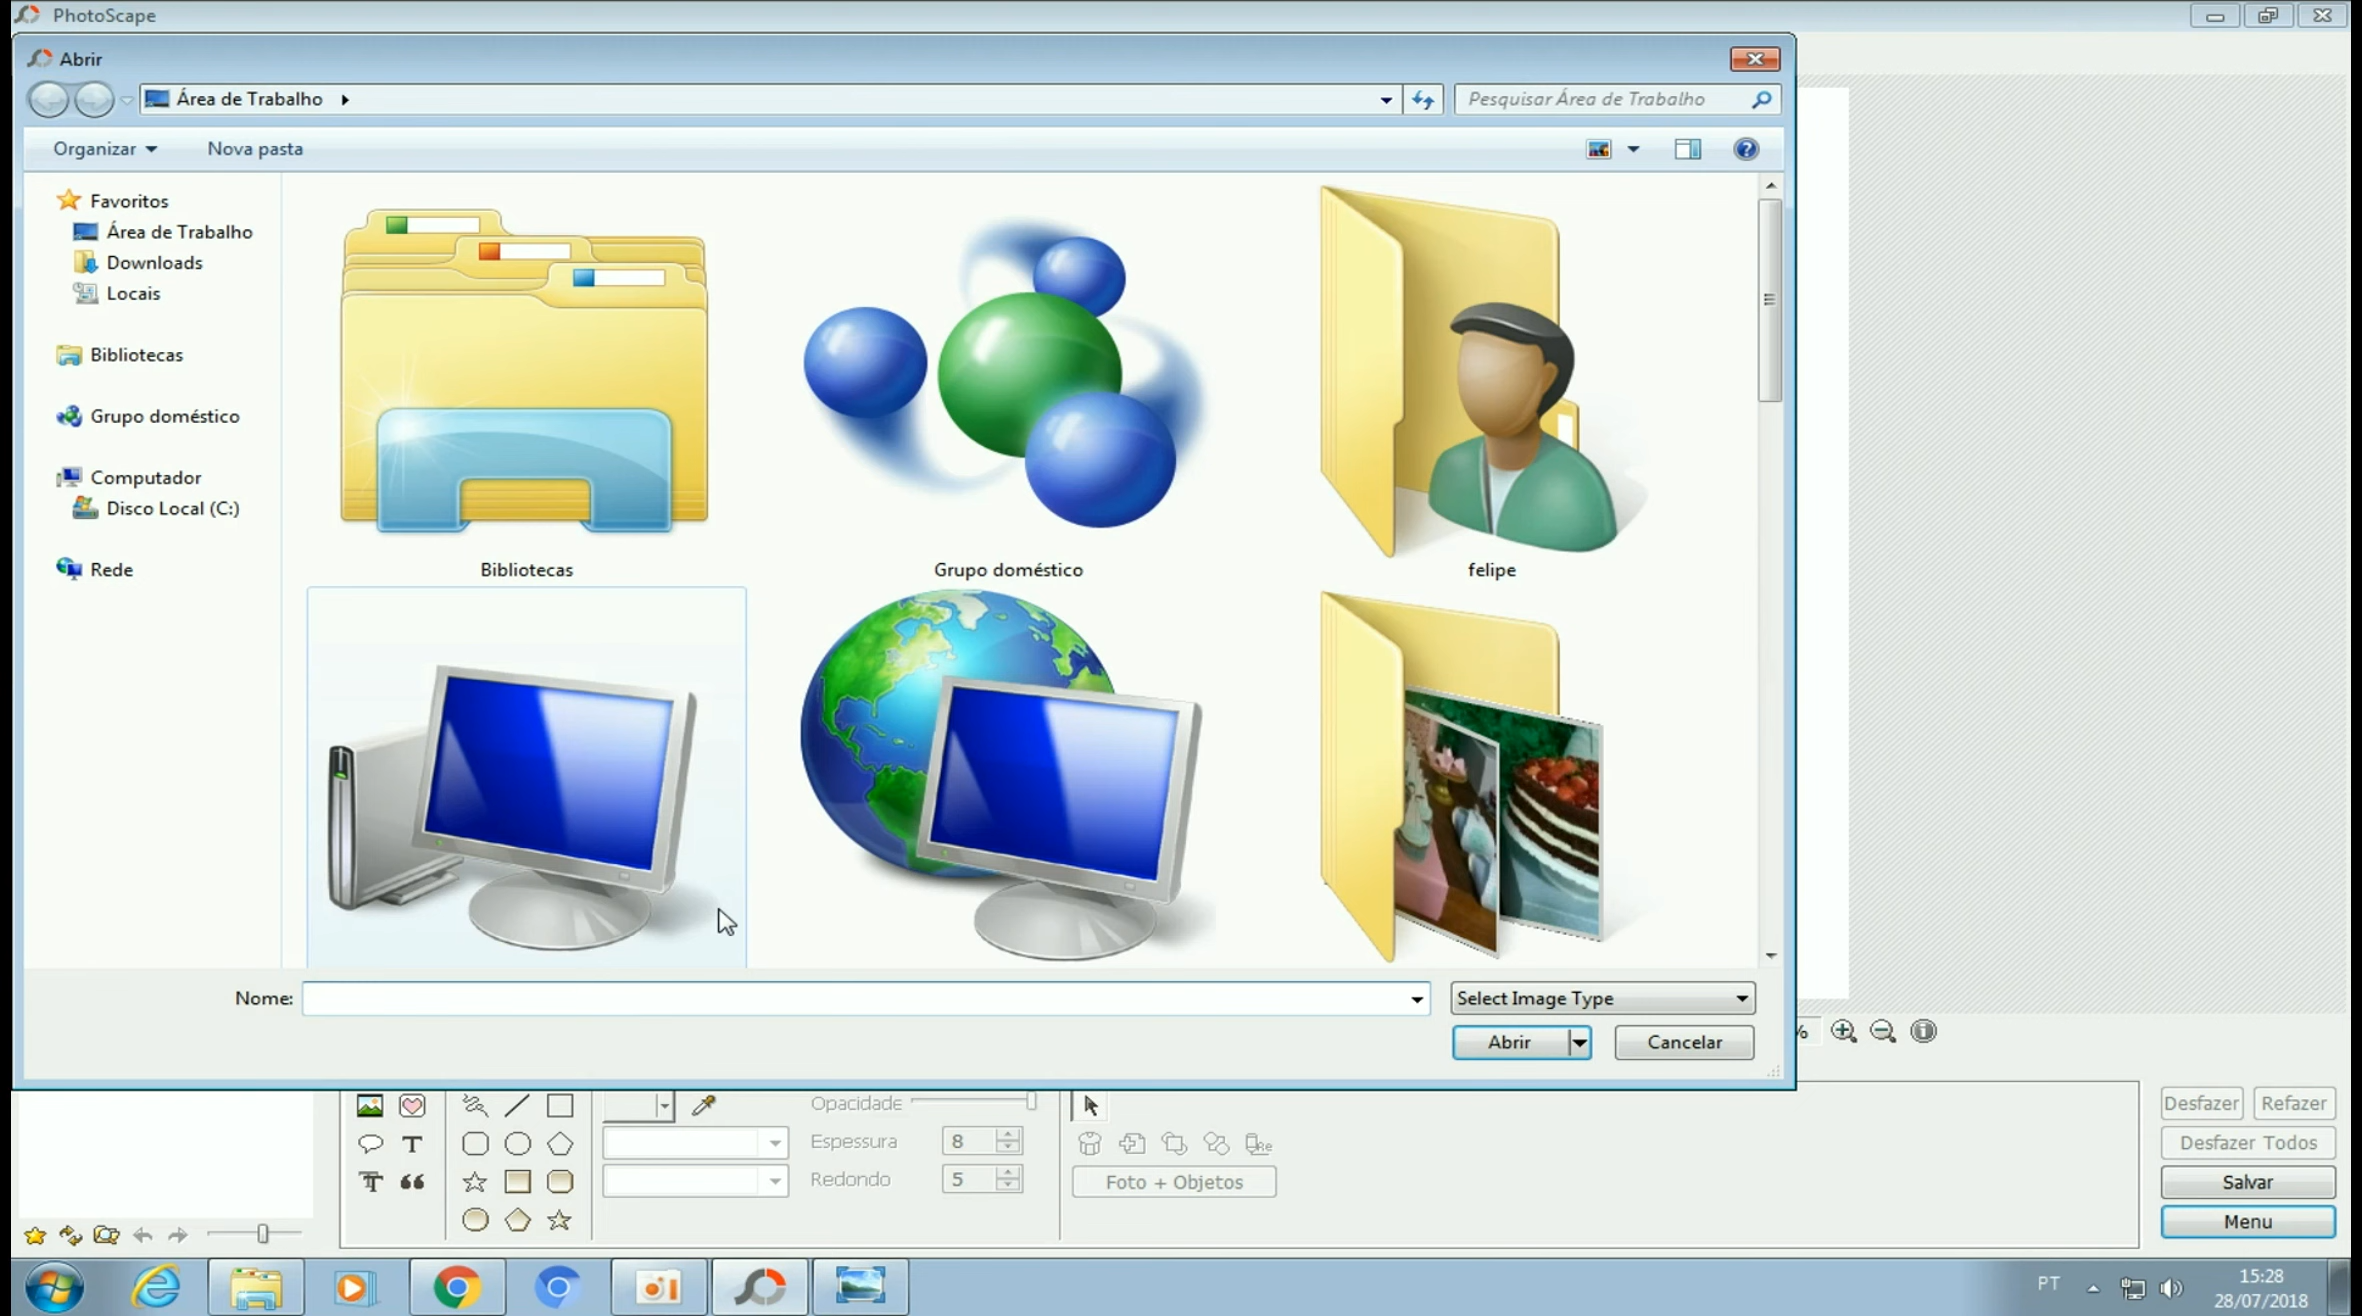 PhotoScape
Abrir
Área de Trabalho
Pesquisar Área de Trabalho
Organizar
Nova pasta
Favoritos
Área de Trabalho
Downloads
Locais
Bibliotecas
Grupo doméstico
Computador
Disco Local (C:)
Rede
Bibliotecas
Grupo doméstico
felipe
Nome:
Select Image Type
Abrir
Cancelar
%
Opacidade
Espessura
8
Redondo
5
Foto + Objetos
Desfazer
Refazer
Desfazer Todos
Salvar
Menu
PT
15:28
28/07/2018